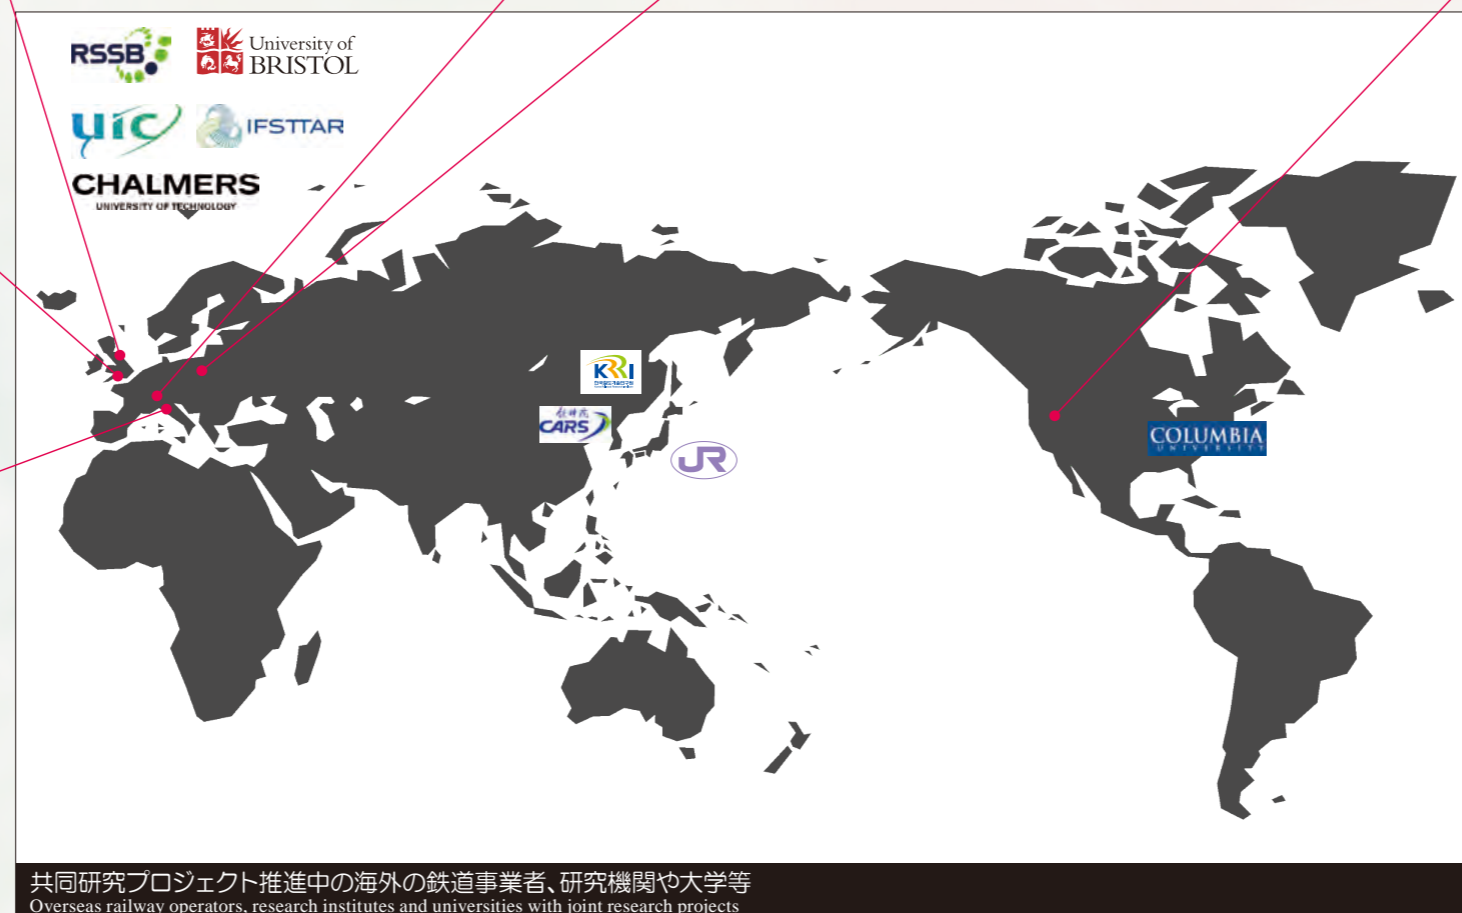 RSSB
University of
BRISTOL
uic
IFSTTAR
CHALMERS
UNIVERSITY OF TECHNOLOGY
KRRI
CARS
JR
COLUMBIA
UNIVERSITY
共同研究プロジェクト推進中の海外の鉄道事業者、研究機関や大学等
Overseas railway operators, research institutes and universities with joint research projects